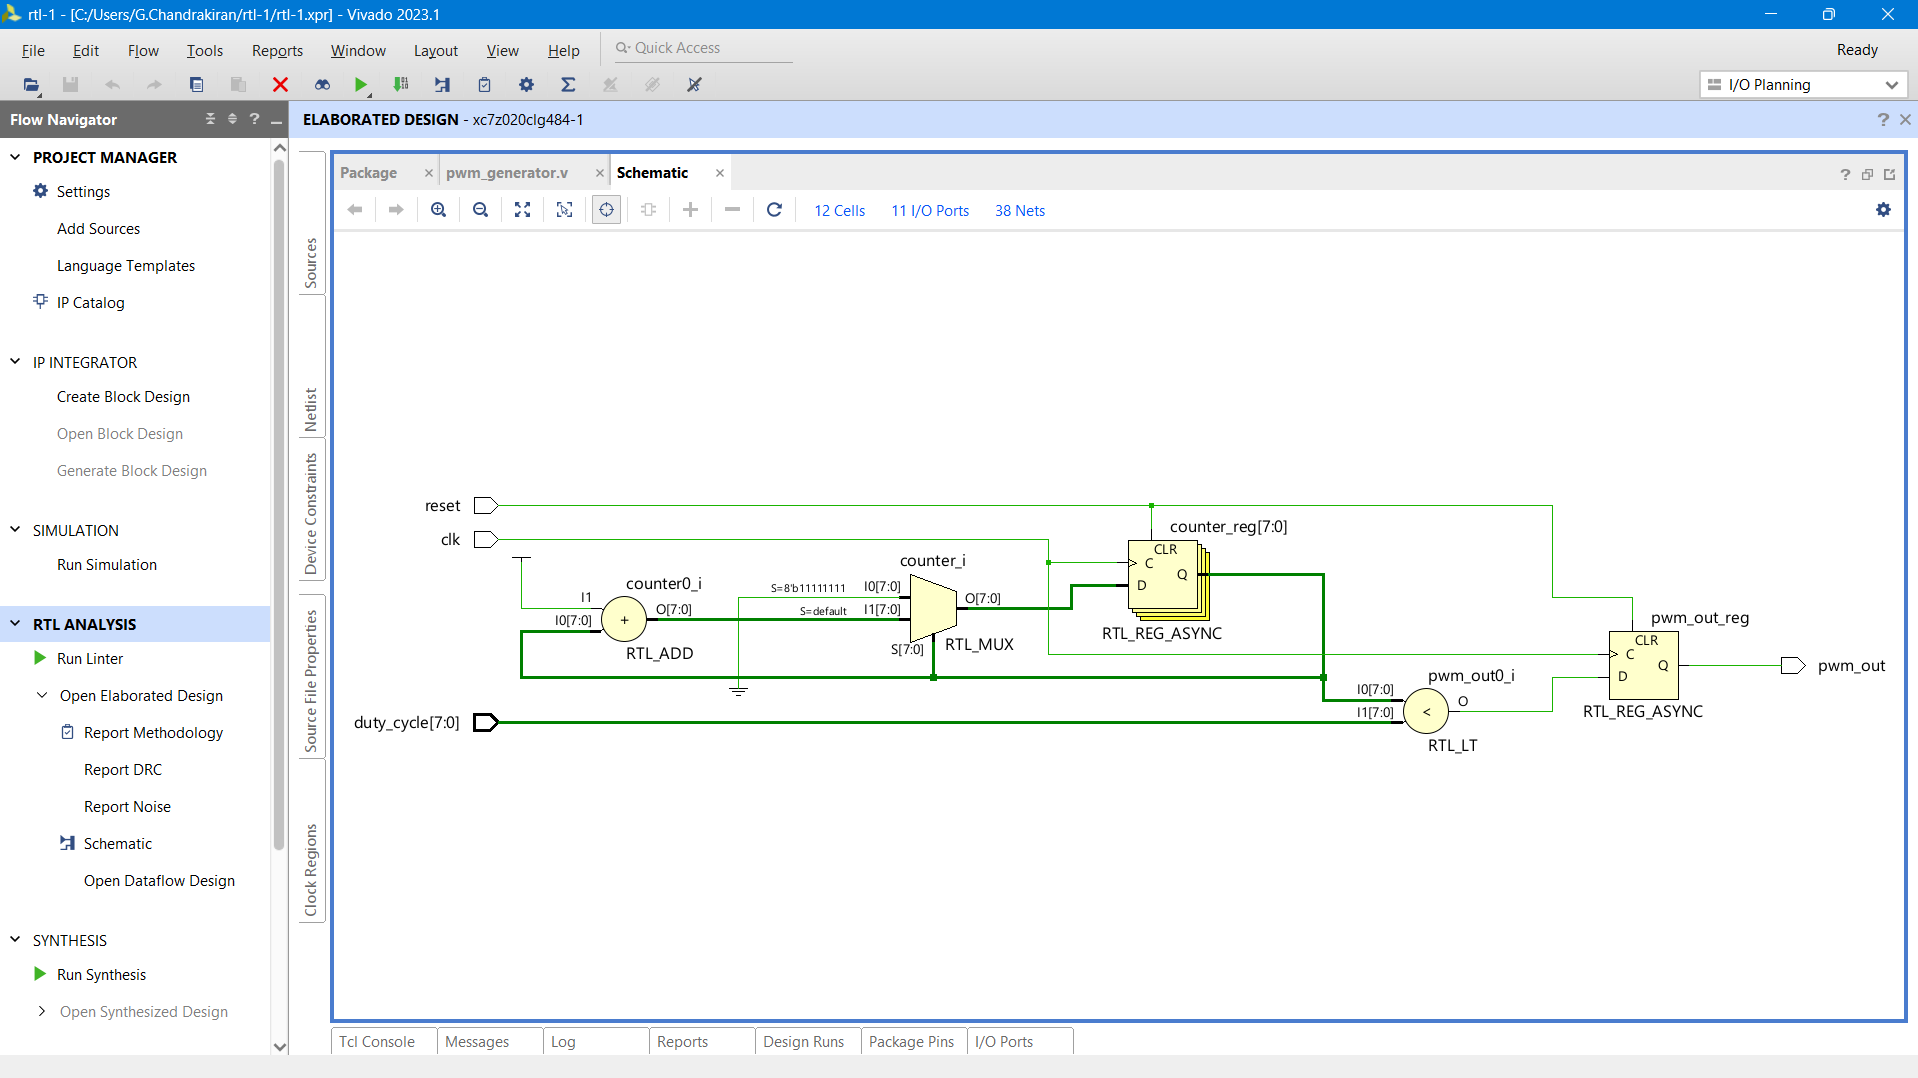 rtl-1 - [C:/Users/G.Chandrakiran/rtl-1/rtl-1.xpr] - Vivado 2023.1
File Edit Flow Tools Reports Window Layout View Help Quick Access Ready
I/O Planning
Flow Navigator ?
ELABORATED DESIGN - xc7z020clg484-1 ?
PROJECT MANAGER
Settings
Add Sources
Language Templates
IP Catalog
IP INTEGRATOR
Create Block Design
Open Block Design
Generate Block Design
SIMULATION
Run Simulation
RTL ANALYSIS
Run Linter
Open Elaborated Design
Report Methodology
Report DRC
Report Noise
Schematic
Open Dataflow Design
SYNTHESIS
Run Synthesis
Open Synthesized Design
Sources
Netlist
Device Constraints
Source File Properties
Clock Regions
Package pwm_generator.v Schematic ?
12 Cells 11 I/O Ports 38 Nets
reset
clk
duty_cycle[7:0]
counter0_i
I1
I0[7:0]
+
O[7:0]
RTL_ADD
counter_i
S=8'b11111111 I0[7:0]
S=default I1[7:0]
O[7:0]
S[7:0]
RTL_MUX
counter_reg[7:0]
CLR
C
D
Q
RTL_REG_ASYNC
pwm_out0_i
I0[7:0]
I1[7:0]
<
O
RTL_LT
pwm_out_reg
CLR
C
D
Q
RTL_REG_ASYNC
pwm_out
Tcl Console Messages Log Reports Design Runs Package Pins I/O Ports